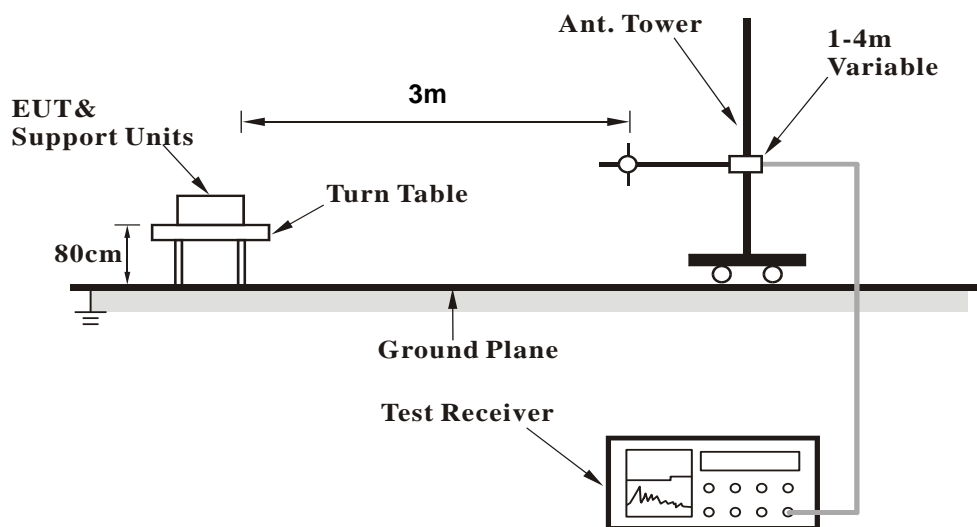 Ant. Tower
1-4m
Variable
3m
EUT&
Support Units
Turn Table
80cm
Ground Plane
Test Receiver